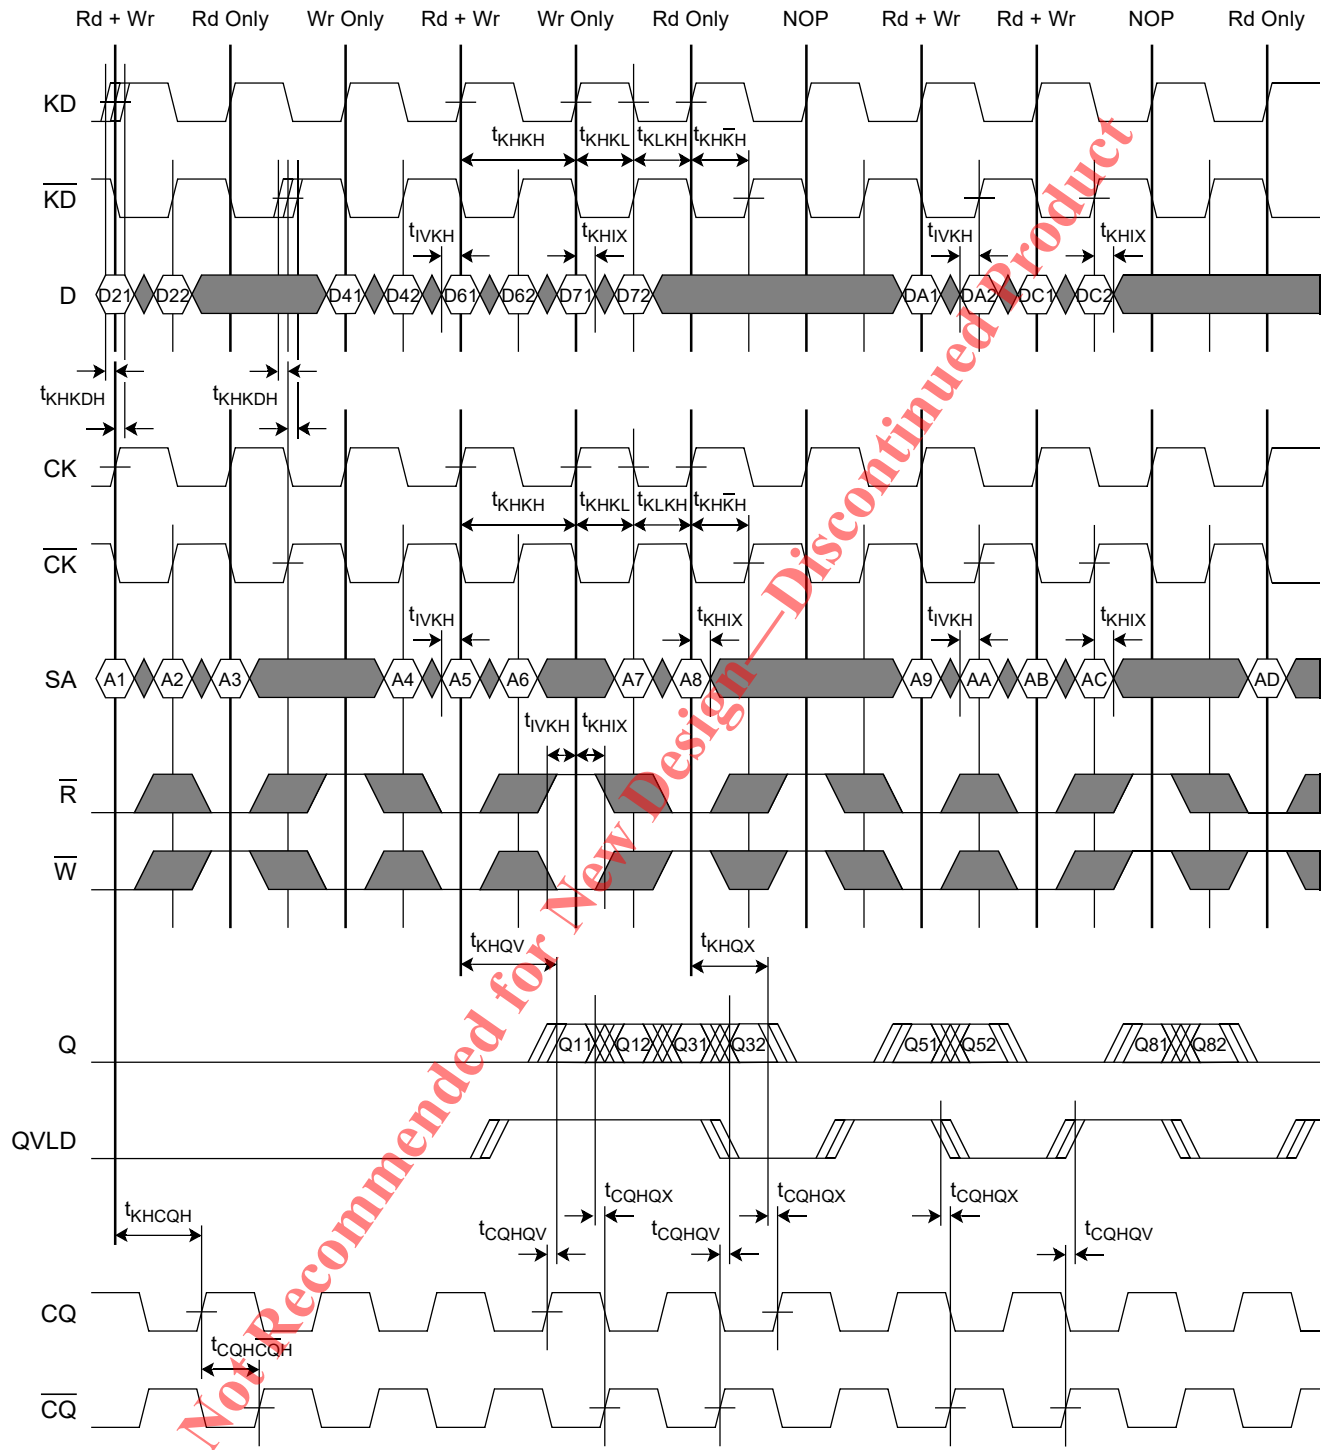 Rd + Wr Rd Only Wr Only Rd + Wr Wr Only Rd Only NOP Rd + Wr Rd + Wr NOP Rd Only
KD
tKHKH tKHKL tKLKH tKHK̅H
K̅D̅
tIVKH tKHIX tIVKH tKHIX
D D21 D22 D41 D42 D61 D62 D71 D72 DA1 DA2 DC1 DC2
tKHKDH tKHKDH
CK
tKHKH tKHKL tKLKH tKHK̅H
C̅K̅
tIVKH tKHIX tIVKH tKHIX
SA A1 A2 A3 A4 A5 A6 A7 A8 A9 AA AB AC AD
tIVKH tKHIX
R̅
W̅
tKHQV tKHQX
Q Q11 Q12 Q31 Q32 Q51 Q52 Q81 Q82
QVLD
tCQHQX tCQHQX tCQHQX
tKHCQH tCQHQV tCQHQV tCQHQV
CQ
tCQHC̅Q̅H
C̅Q̅
Not Recommended for New Design—Discontinued Product